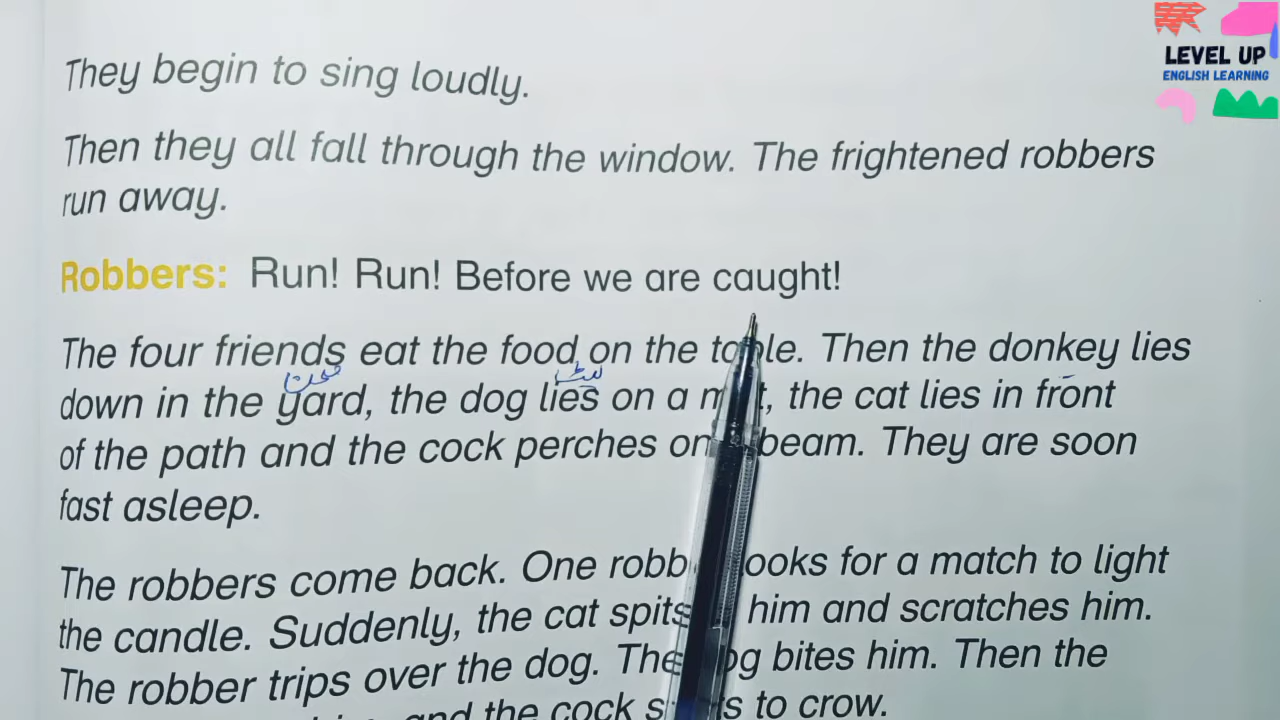 LEVEL UP
ENGLISH LEARNING
They begin to sing loudly.
Then they all fall through the window. The frightened robbers
run away.
Robbers: Run! Run! Before we are caught!
The four friends eat the food on the table. Then the donkey lies
صحن
down in the yard, the dog lies on a the cat lies in front
of the path and the cock perches on beam. They are soon
fast asleep.
The robbers come back. One looks for a match to light
the candle. Suddenly, the cat spits him and scratches him.
The robber trips over the dog. The dog bites him. Then the
and the cock to crow.